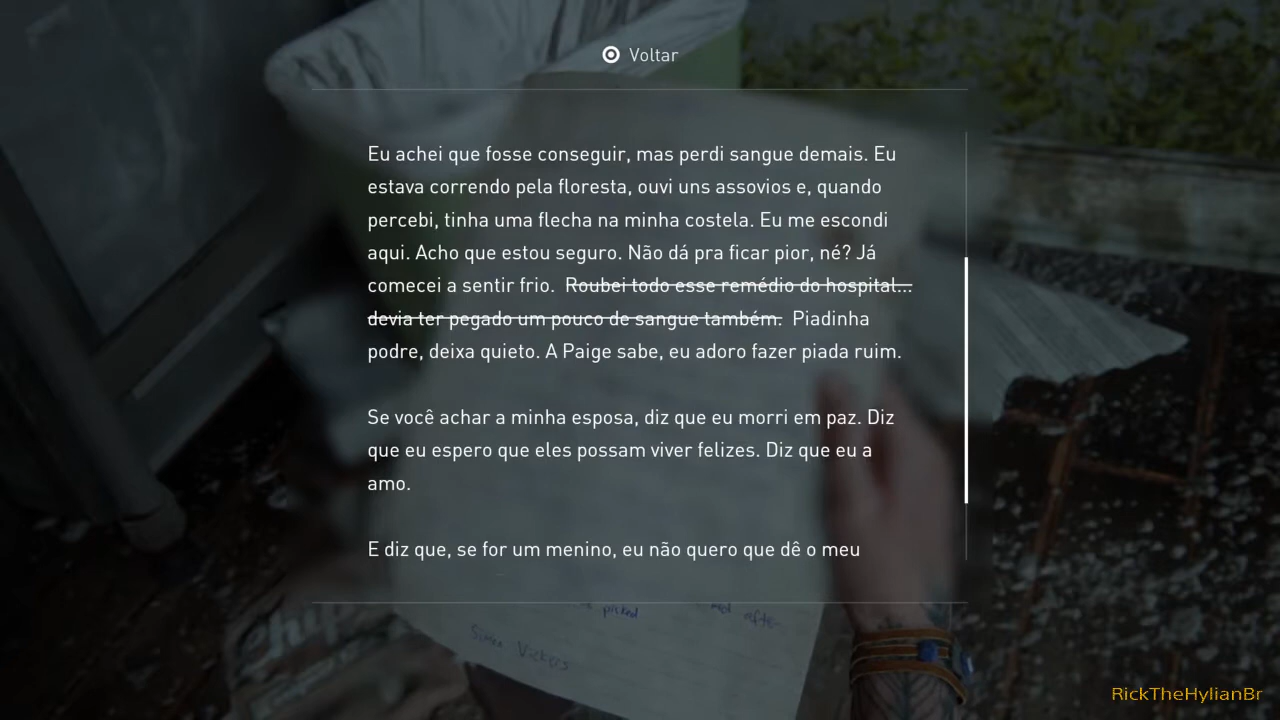 Voltar
Eu achei que fosse conseguir, mas perdi sangue demais. Eu
estava correndo pela floresta, ouvi uns assovios e, quando
percebi, tinha uma flecha na minha costela. Eu me escondi
aqui. Acho que estou seguro. Não dá pra ficar pior, né? Já
comecei a sentir frio. Roubei todo esse remédio do hospital...
devia ter pegado um pouco de sangue também. Piadinha
podre, deixa quieto. A Paige sabe, eu adoro fazer piada ruim.
Se você achar a minha esposa, diz que eu morri em paz. Diz
que eu espero que eles possam viver felizes. Diz que eu a
amo.
E diz que, se for um menino, eu não quero que dê o meu
picked
Vickers
RickTheHylianBr